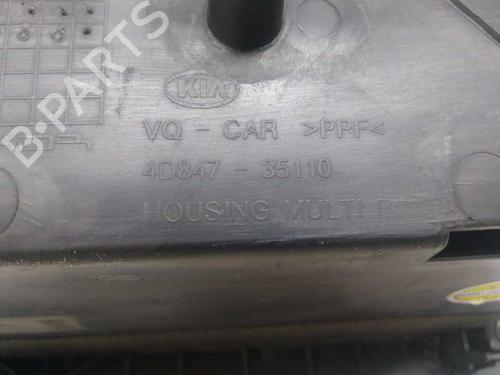 B-PARTS
KIA
VQ - CAR >PPF<
4D847 - 35110
HOUSING MULTI B